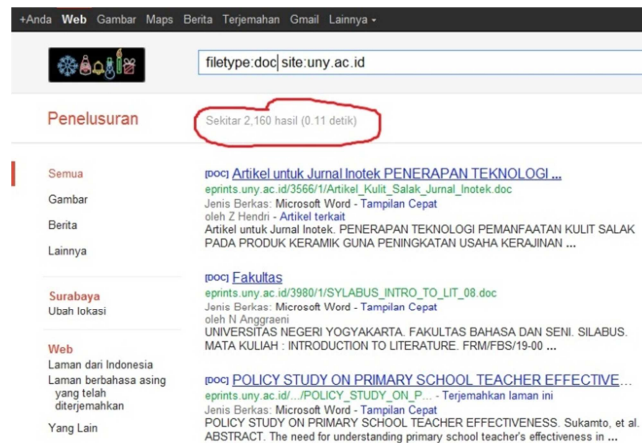 +Anda Web Gambar Maps Berita Terjemahan Gmail Lainnya
filetype:doc site:uny.ac.id
Penelusuran
Sekitar 2,160 hasil (0.11 detik)
Semua
Gambar
Berita
Lainnya
Surabaya
Ubah lokasi
Web
Laman dari Indonesia
Laman berbahasa asing
yang telah
diterjemahkan
Yang Lain
[DOC] Artikel untuk Jurnal Inotek PENERAPAN TEKNOLOGI ...
eprints.uny.ac.id/3566/1/Artikel_Kulit_Salak_Jurnal_Inotek.doc
Jenis Berkas: Microsoft Word - Tampilan Cepat
oleh Z Hendri - Artikel terkait
Artikel untuk Jurnal Inotek. PENERAPAN TEKNOLOGI PEMANFAATAN KULIT SALAK
PADA PRODUK KERAMIK GUNA PENINGKATAN USAHA KERAJINAN ...
[DOC] Fakultas
eprints.uny.ac.id/3980/1/SYLABUS_INTRO_TO_LIT_08.doc
Jenis Berkas: Microsoft Word - Tampilan Cepat
oleh N Anggraeni
UNIVERSITAS NEGERI YOGYAKARTA. FAKULTAS BAHASA DAN SENI. SILABUS.
MATA KULIAH : INTRODUCTION TO LITERATURE. FRM/FBS/19-00 ...
[DOC] POLICY STUDY ON PRIMARY SCHOOL TEACHER EFFECTIVE...
eprints.uny.ac.id/.../POLICY_STUDY_ON_P... - Terjemahkan laman ini
Jenis Berkas: Microsoft Word - Tampilan Cepat
POLICY STUDY ON PRIMARY SCHOOL TEACHER EFFECTIVENESS. Sukamto, et al.
ABSTRACT. The need for understanding primary school teacher's effectiveness in ...